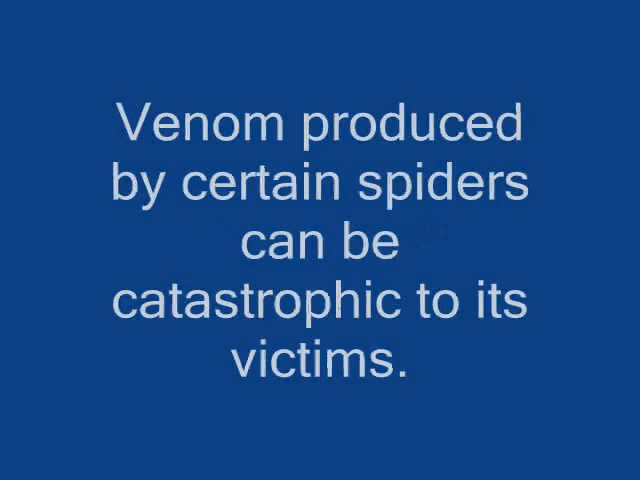 Venom produced
by certain spiders
can be
catastrophic to its
victims.